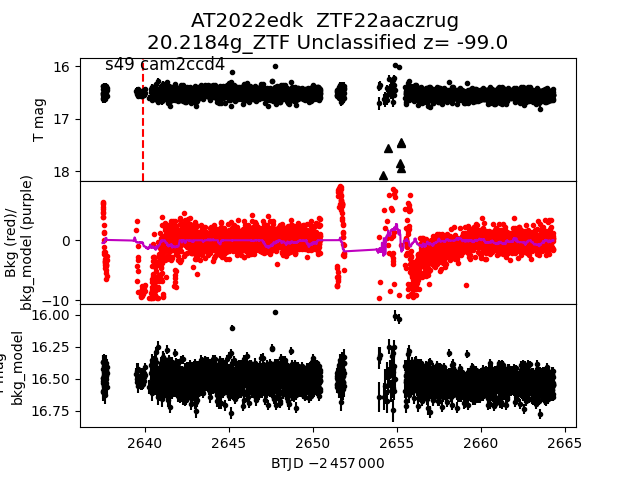 AT2022edk ZTF22aaczrug
20.2184g_ZTF Unclassified z= -99.0
s49 cam2ccd4
16
17
18
T mag
0
−10
Bkg (red)/
bkg_model (purple)
16.00
16.25
16.50
16.75
mag
bkg_model
2640
2645
2650
2655
2660
2665
BTJD −2 457 000